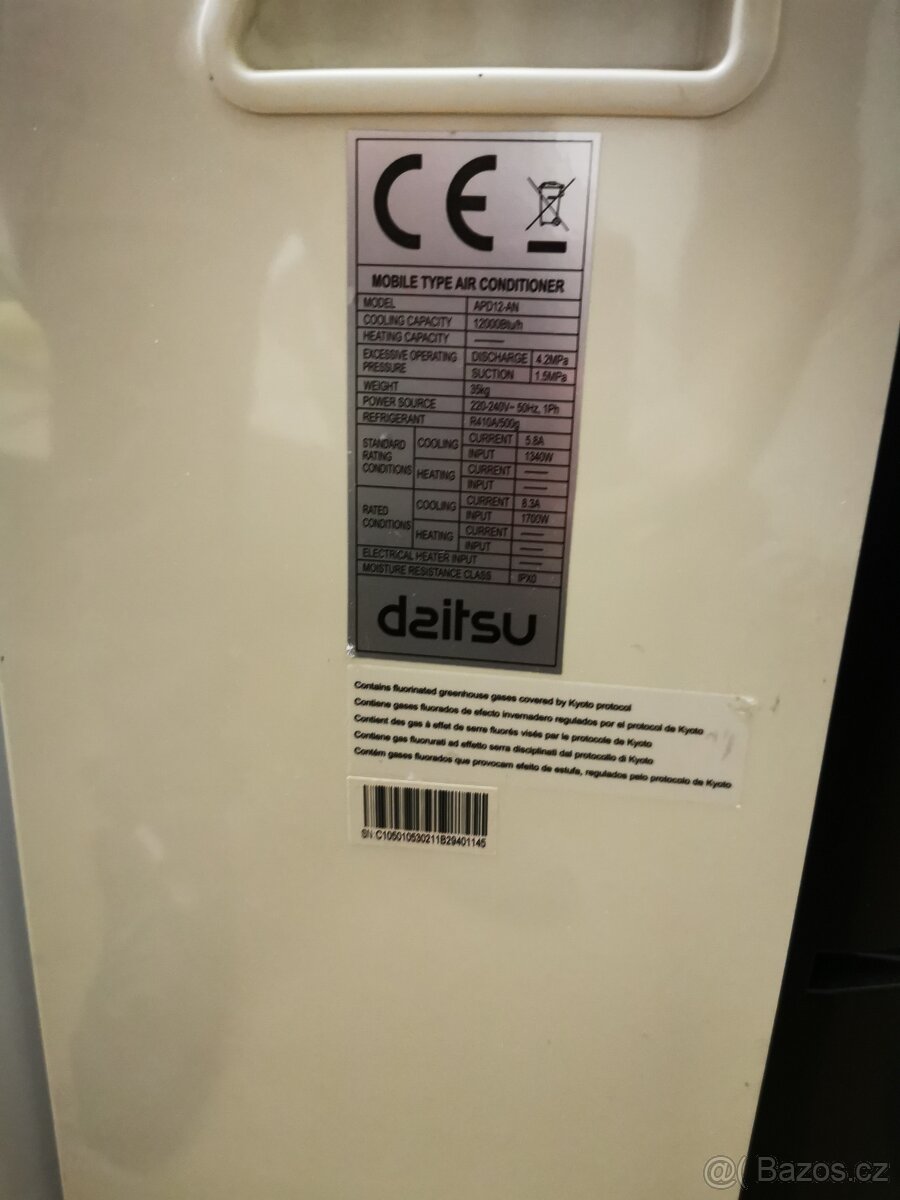 CE
MOBILE TYPE AIR CONDITIONER
MODEL APD12-AN
COOLING CAPACITY 12000Btu/h
HEATING CAPACITY ——
EXCESSIVE OPERATING PRESSURE DISCHARGE 4.2MPa
SUCTION 1.5MPa
WEIGHT 35kg
POWER SOURCE 220-240V~ 50Hz, 1Ph
REFRIGERANT R410A/500g
STANDARD RATING CONDITIONS COOLING CURRENT 5.8A
INPUT 1340W
HEATING CURRENT ——
INPUT ——
RATED CONDITIONS COOLING CURRENT 8.3A
INPUT 1700W
HEATING CURRENT ——
INPUT ——
ELECTRICAL HEATER INPUT ——
MOISTURE RESISTANCE CLASS IPX0
daitsu
Contains fluorinated greenhouse gases covered by Kyoto protocol
Contiene gases fluorados de efecto invernadero regulados por el protocol de Kyoto
Contient des gas à effet de serre fluorés visés par le protocole de Kyoto
Contiene gas fluorurati ad effetto serra disciplinati dal protocollo di Kyoto
Contém gases fluorados que provocam efeito de estufa, regulados pelo protocolo de Kyoto
SN:C105010530211B29401145
@( Bazos.cz